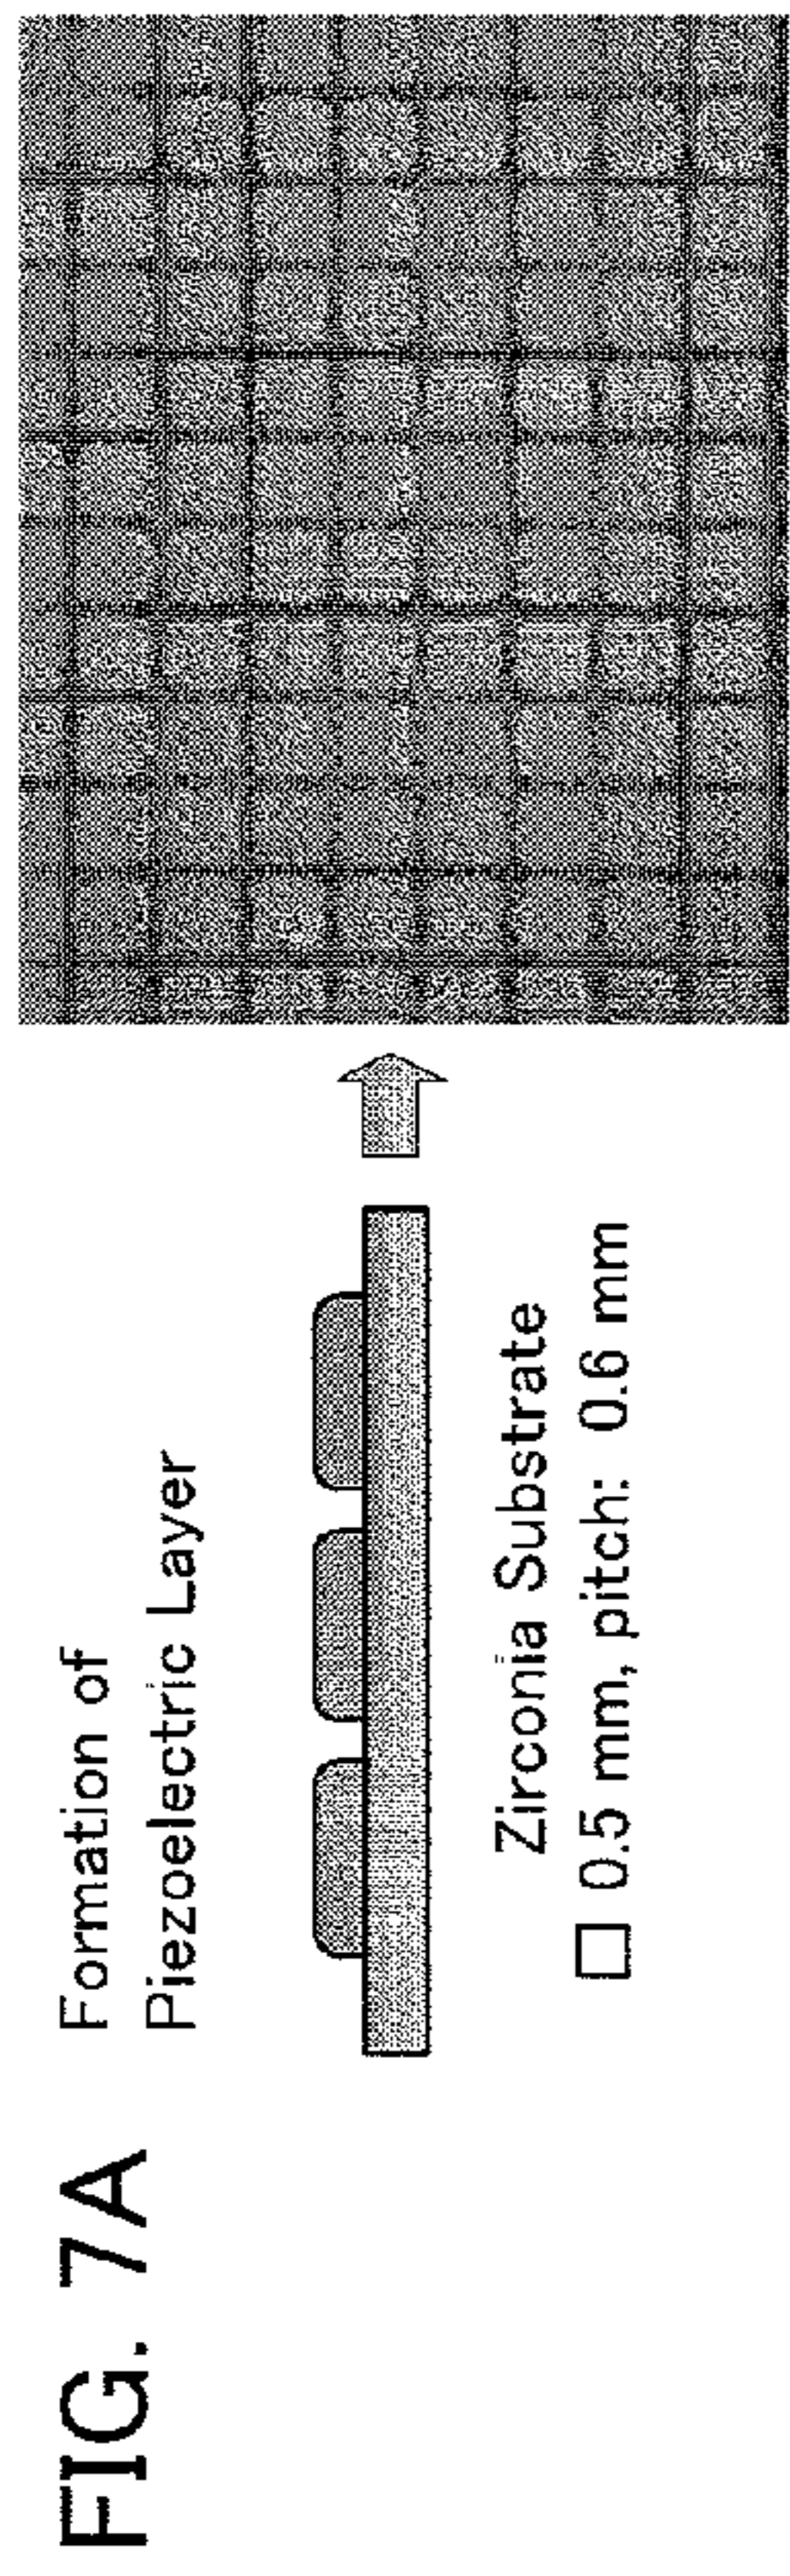 FIG. 7A
Formation of
Piezoelectric Layer
Zirconia Substrate
□ 0.5 mm, pitch: 0.6 mm